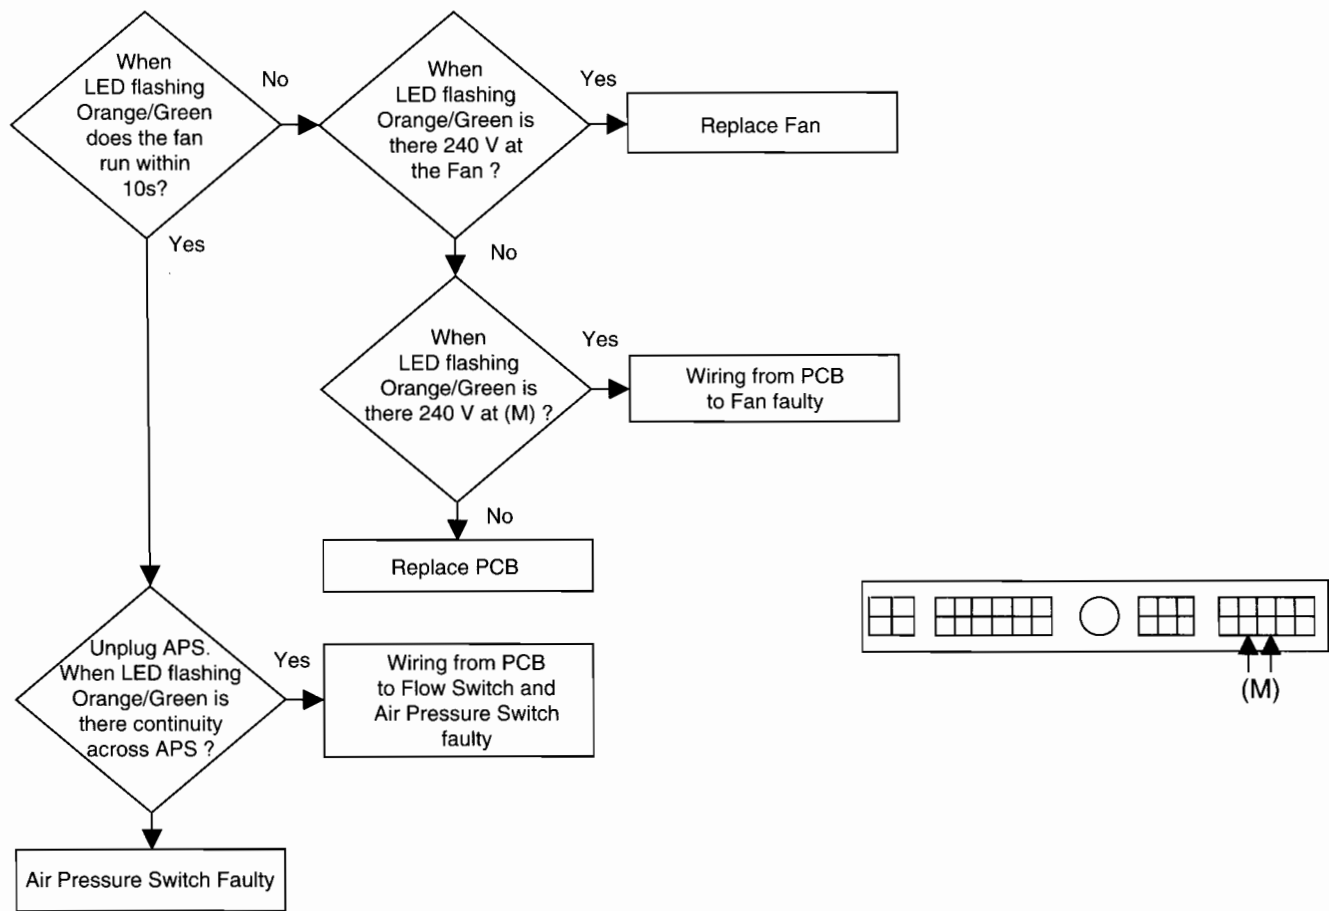 When
LED flashing
Orange/Green
does the fan
run within
10s?
No
When
LED flashing
Orange/Green is
there 240 V at
the Fan ?
Yes
Replace Fan
Yes
No
When
LED flashing
Orange/Green is
there 240 V at (M) ?
Yes
Wiring from PCB
to Fan faulty
No
Replace PCB
Unplug APS.
When LED flashing
Orange/Green is
there continuity
across APS ?
Yes
Wiring from PCB
to Flow Switch and
Air Pressure Switch
faulty
Air Pressure Switch Faulty
(M)